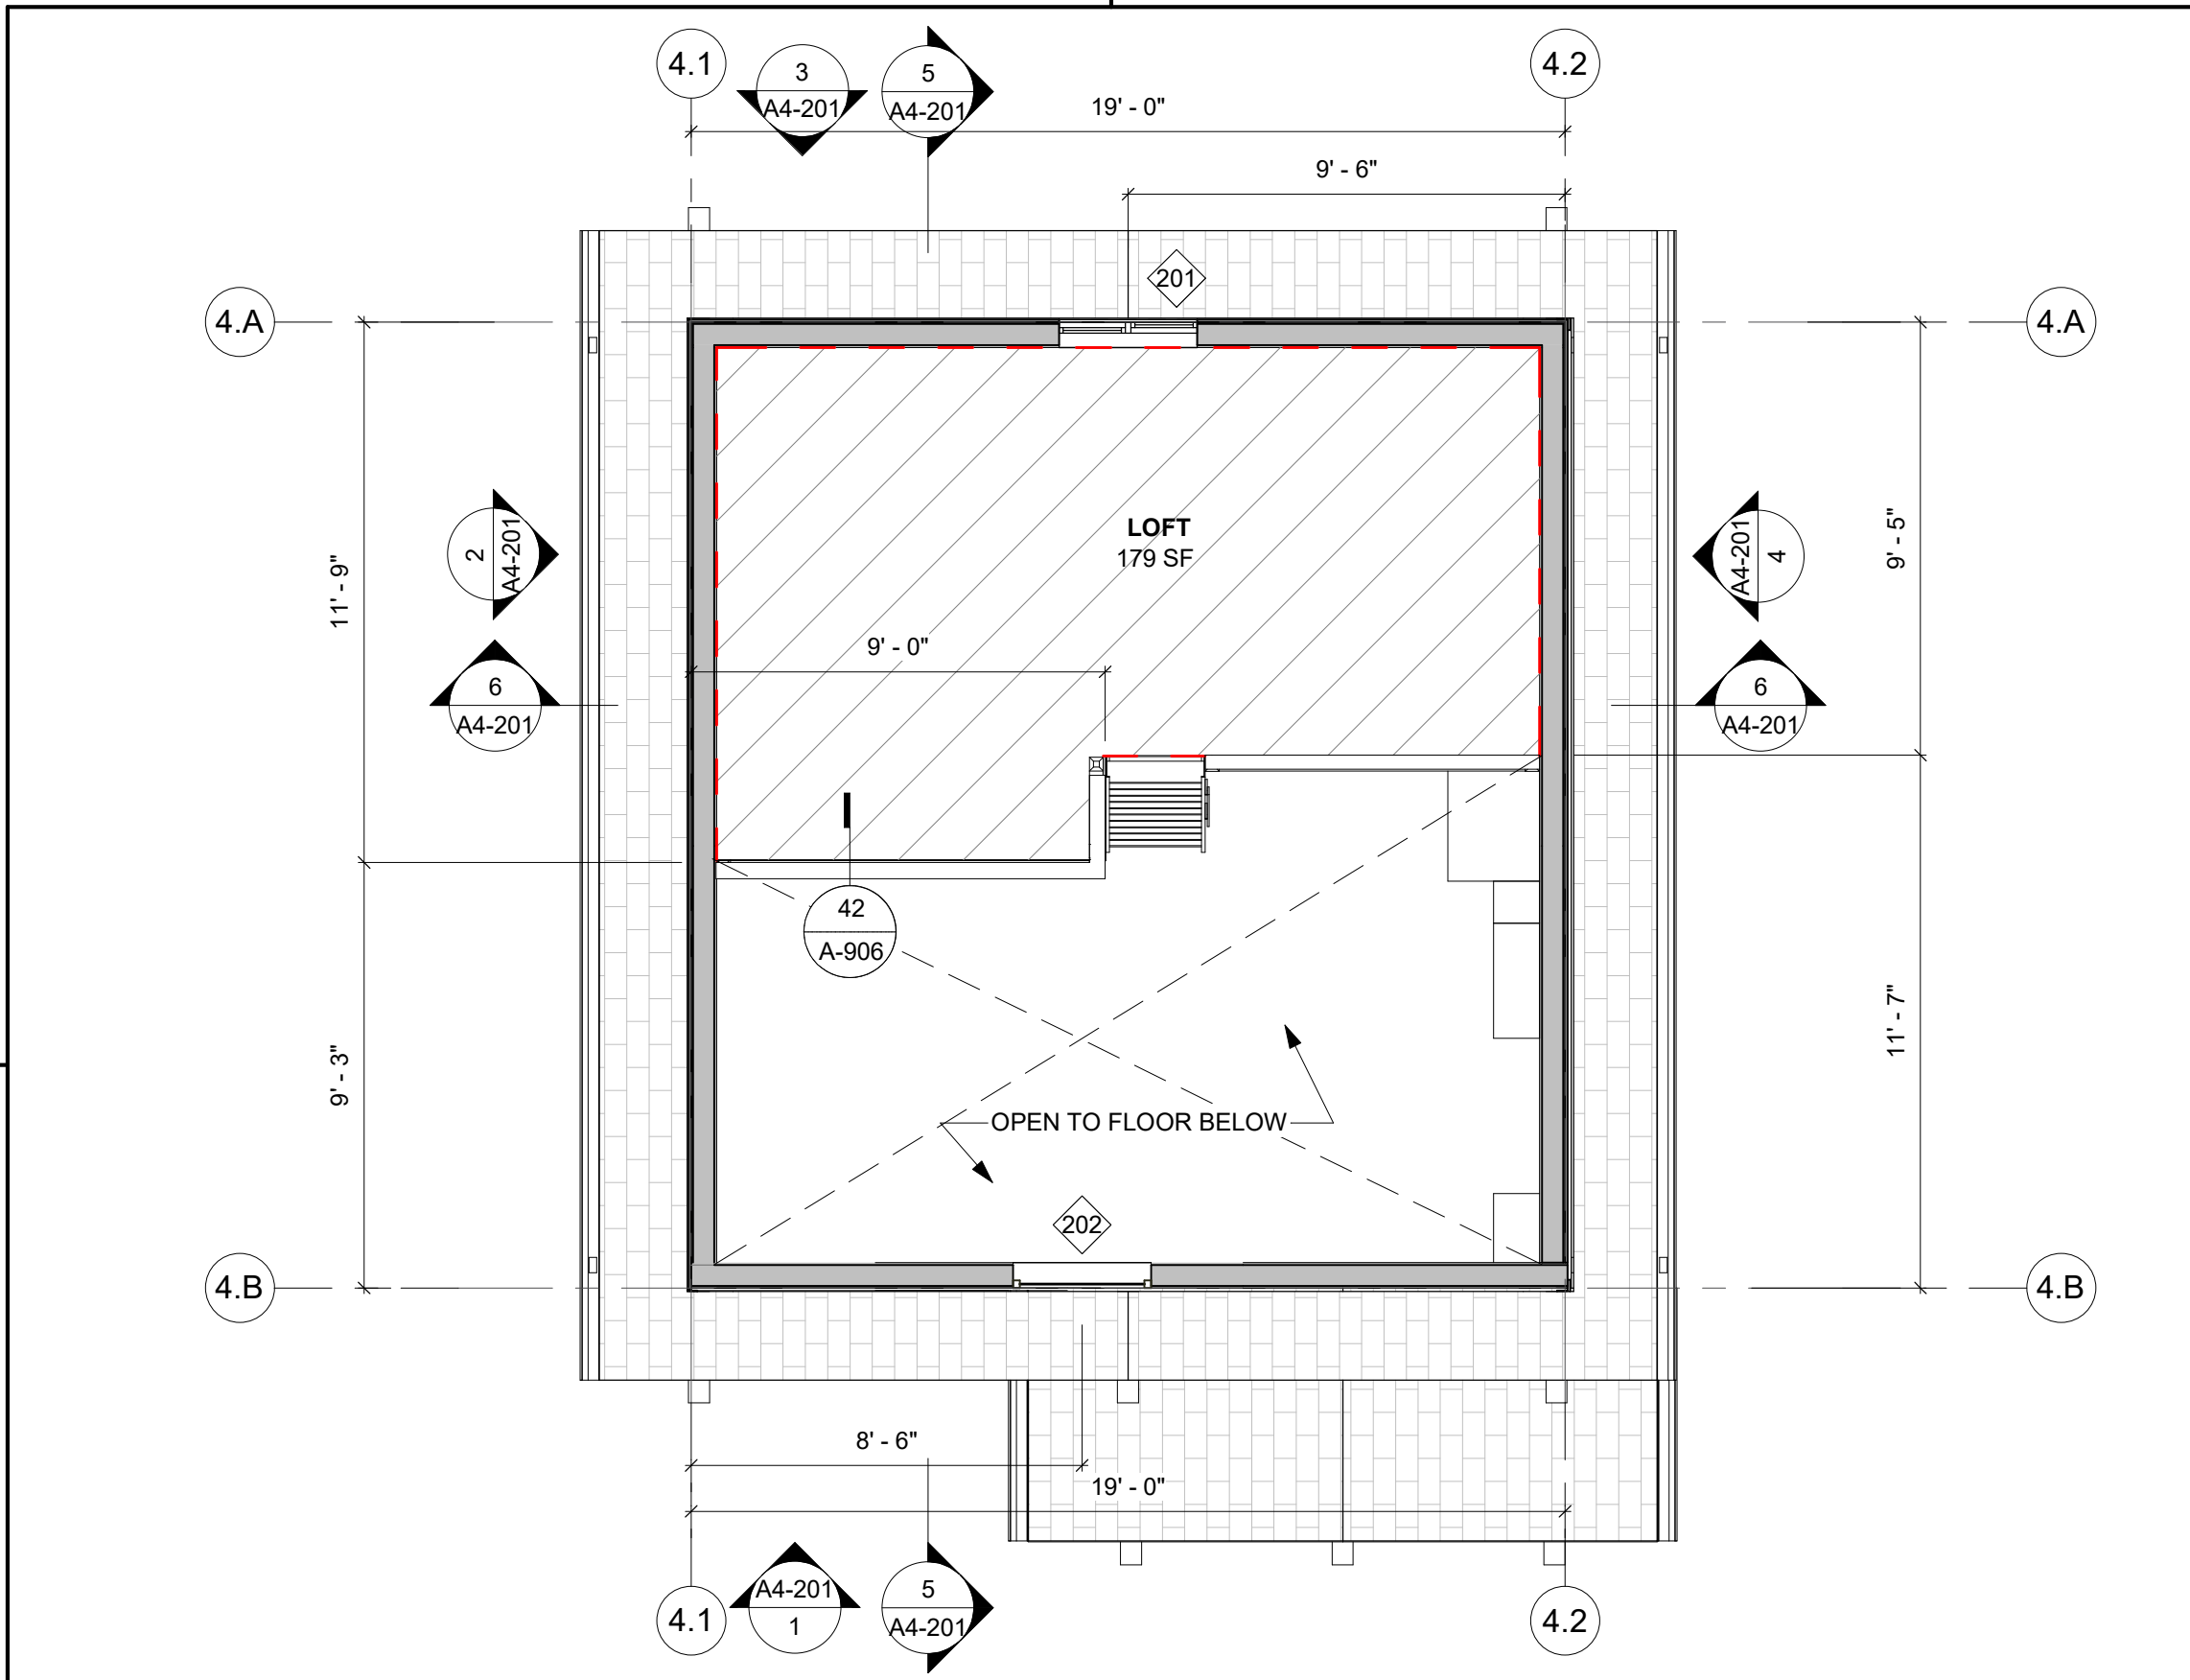 4.1
3
A4-201
5
A4-201
4.2
19' - 0"
9' - 6"
201
4.A
4.A
LOFT
179 SF
2
A4-201
A4-201
4
11' - 9"
9' - 5"
9' - 0"
6
A4-201
6
A4-201
42
A-906
9' - 3"
11' - 7"
OPEN TO FLOOR BELOW
202
4.B
4.B
8' - 6"
19' - 0"
4.1
A4-201
1
5
A4-201
4.2